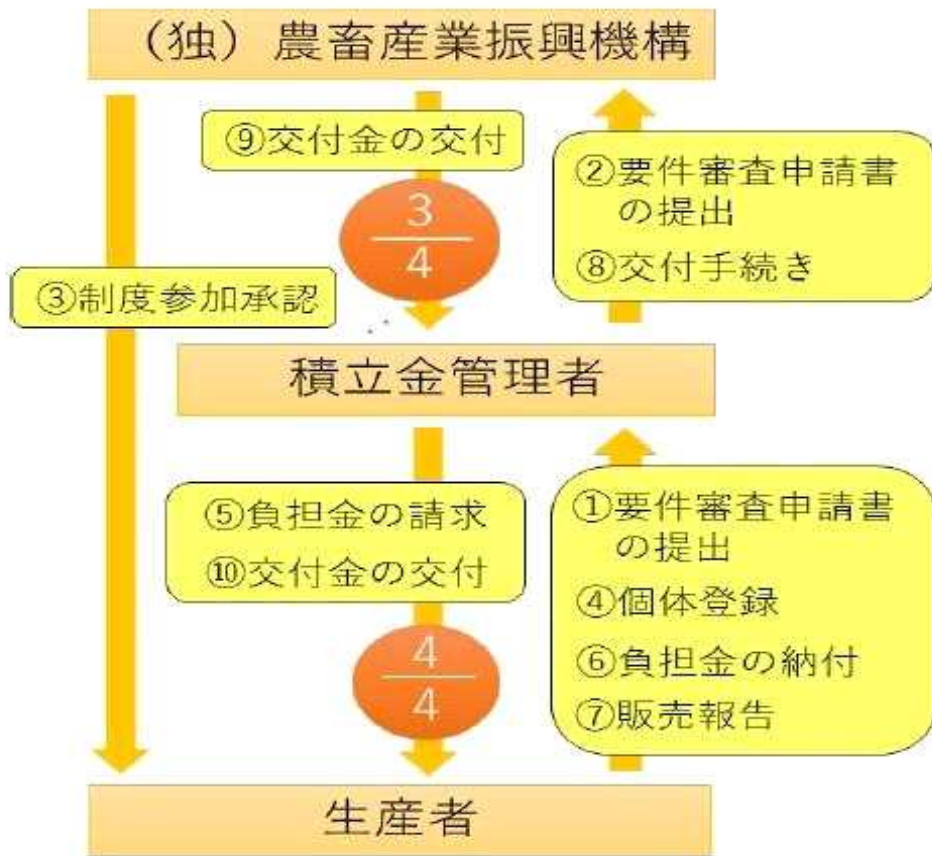 （独）農畜産業振興機構
⑨交付金の交付
3
4
②要件審査申請書
の提出
⑧交付手続き
③制度参加承認
積立金管理者
⑤負担金の請求
⑩交付金の交付
4
4
①要件審査申請書
の提出
④個体登録
⑥負担金の納付
⑦販売報告
生産者